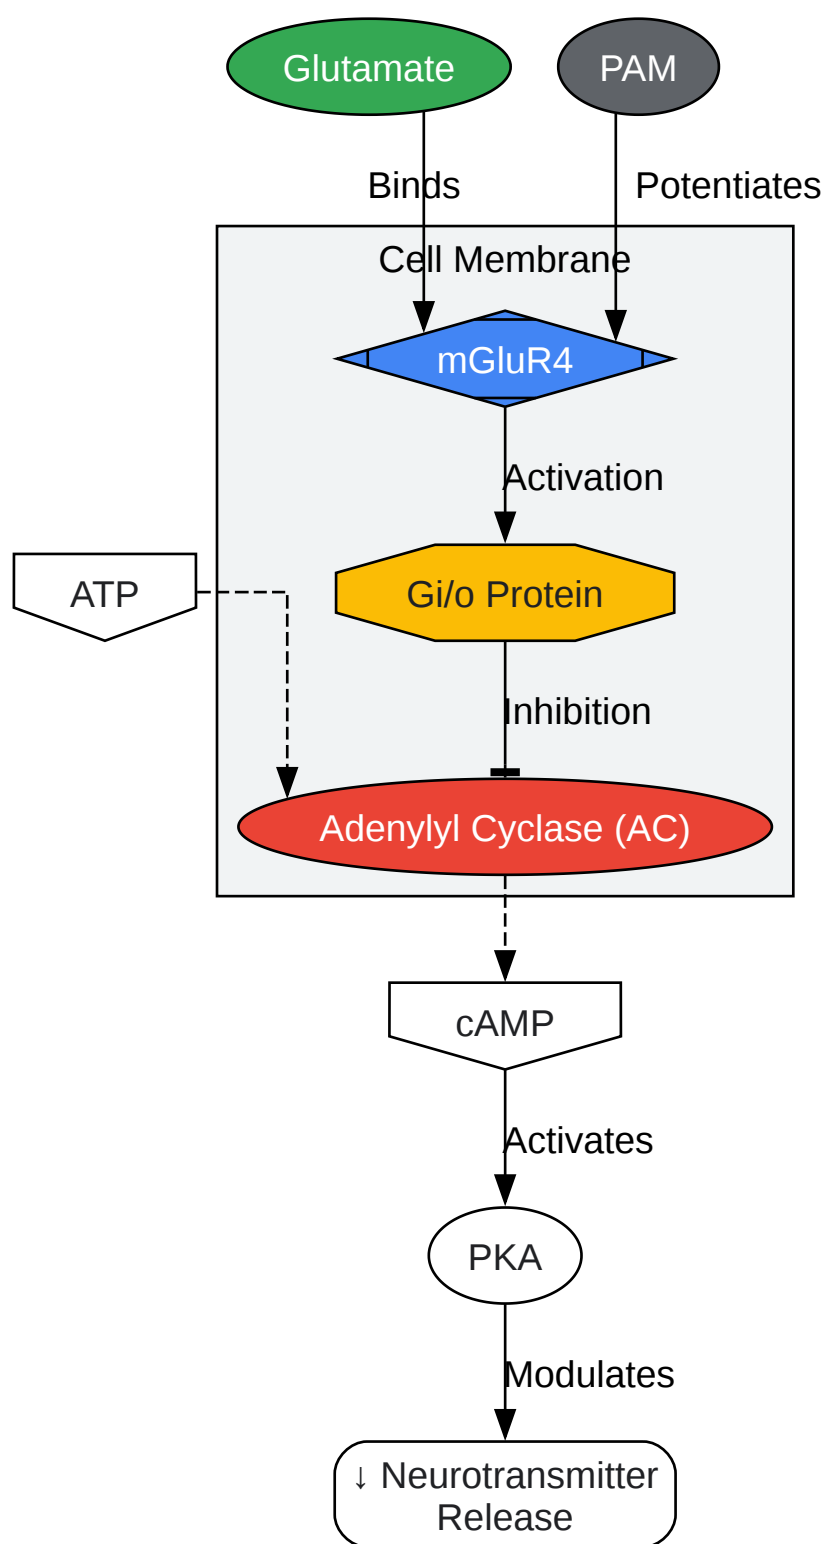 Glutamate
PAM
Binds
Potentiates
Cell Membrane
mGluR4
Activation
ATP
Gi/o Protein
Inhibition
Adenylyl Cyclase (AC)
cAMP
Activates
PKA
Modulates
↓ Neurotransmitter
Release